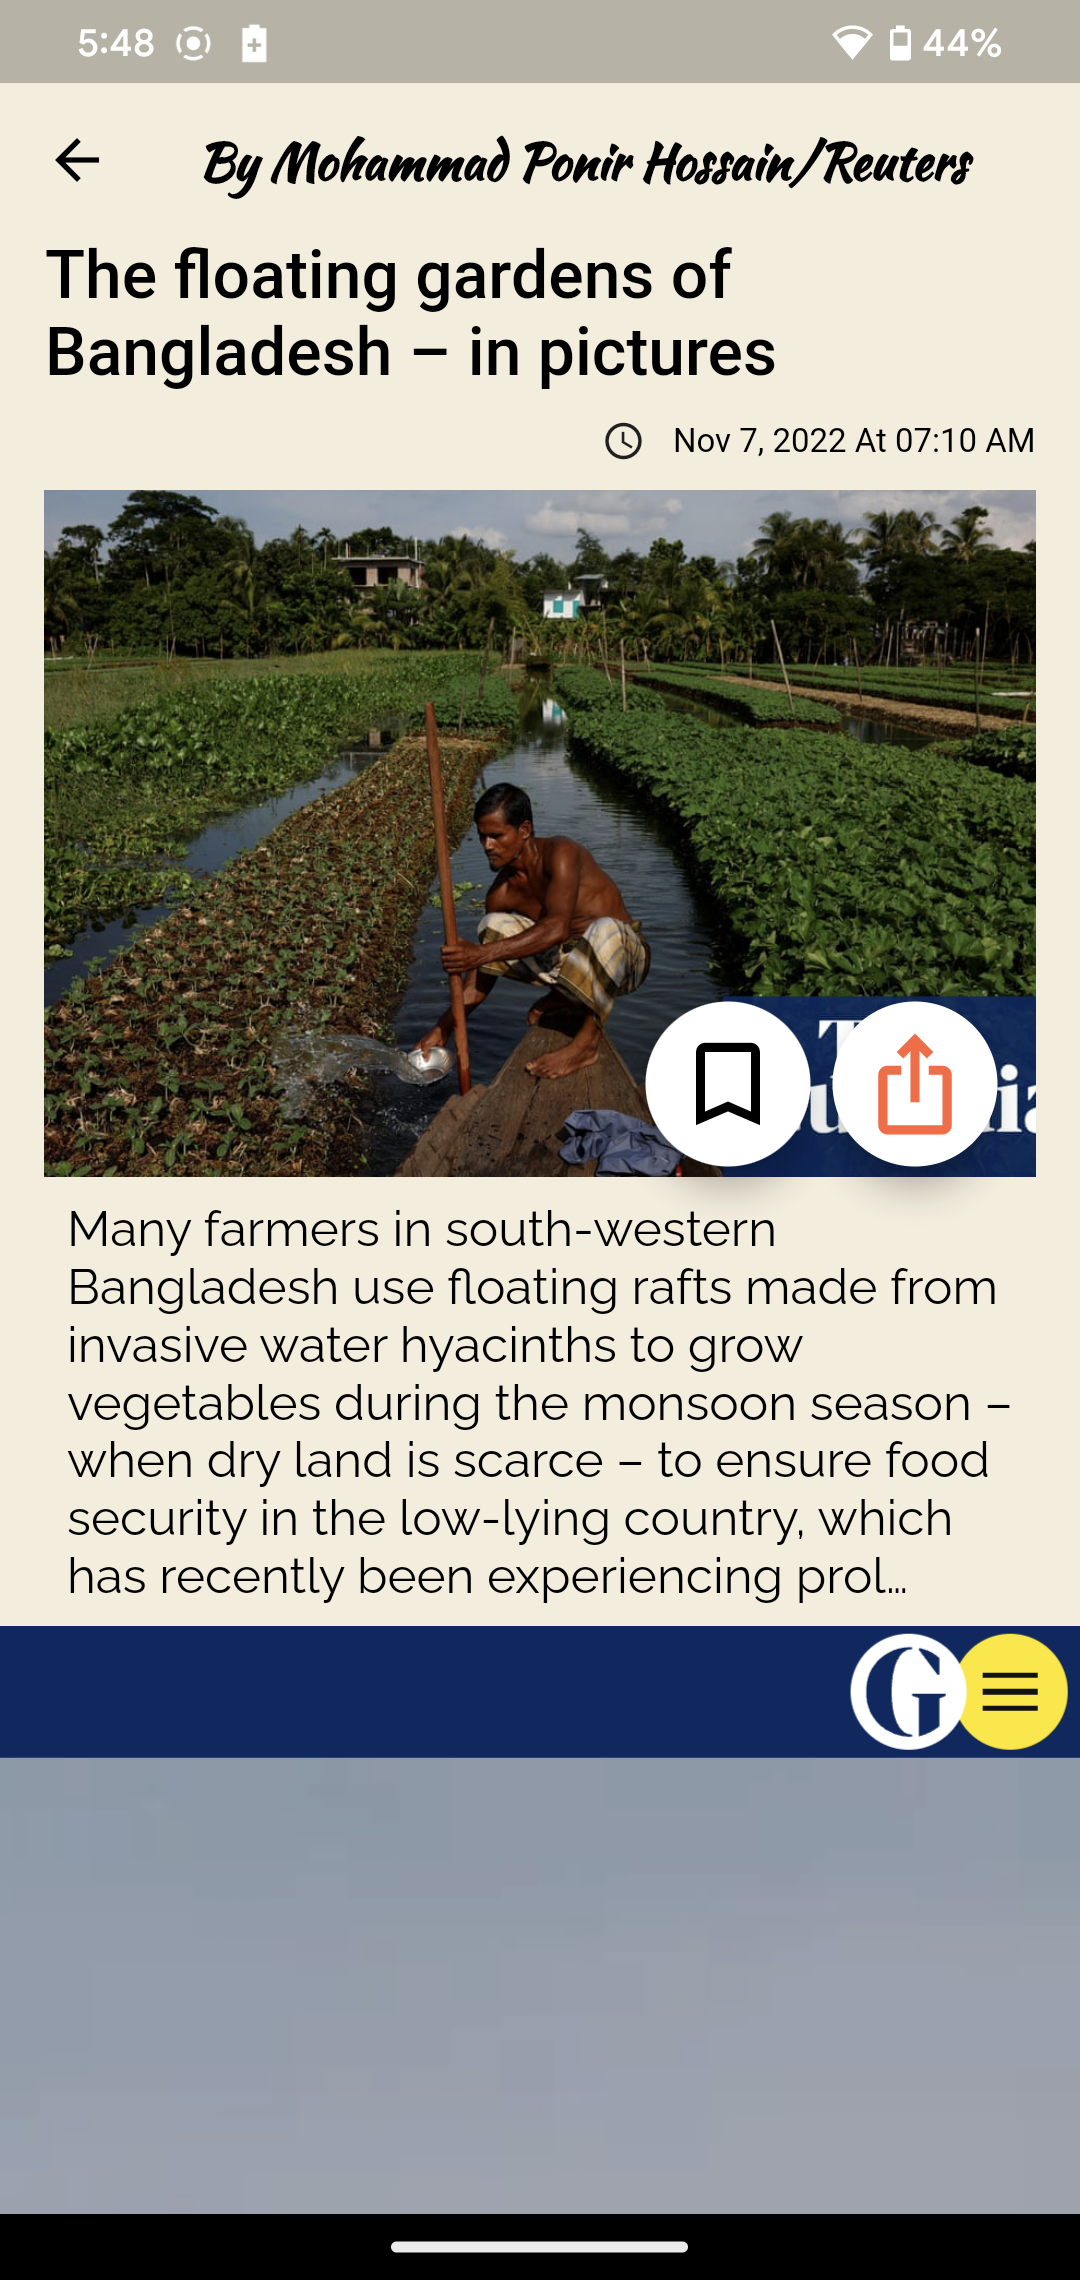 5:48
44%
By Mohammad Ponir Hossain/Reuters
The floating gardens of
Bangladesh – in pictures
Nov 7, 2022 At 07:10 AM
Many farmers in south-western
Bangladesh use floating rafts made from
invasive water hyacinths to grow
vegetables during the monsoon season –
when dry land is scarce – to ensure food
security in the low-lying country, which
has recently been experiencing prol...
G